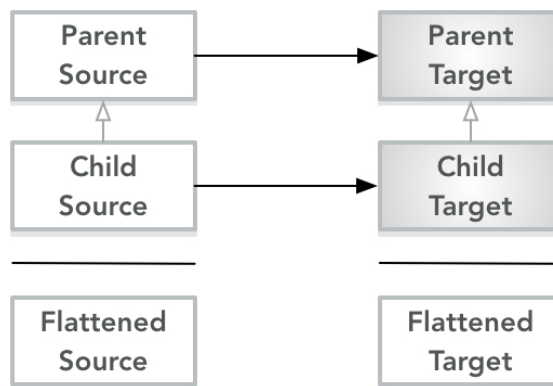 Parent
Source
Parent
Target
Child
Source
Child
Target
Flattened
Source
Flattened
Target